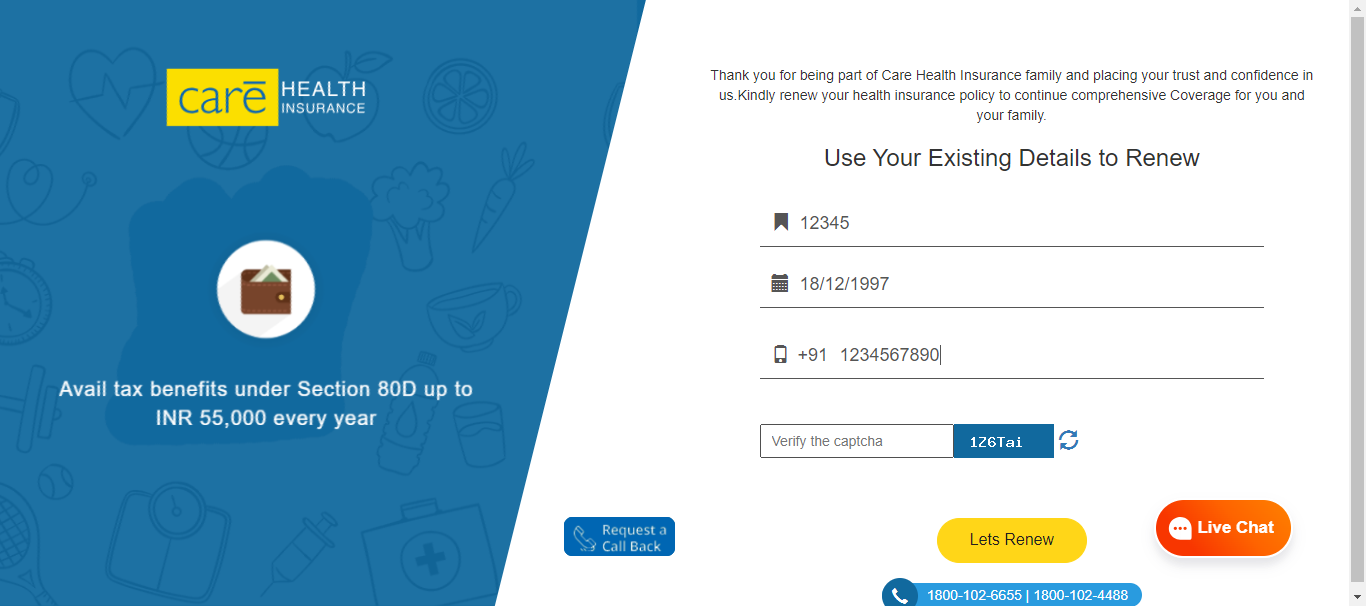 carē HEALTH
INSURANCE
Avail tax benefits under Section 80D up to
INR 55,000 every year
Thank you for being part of Care Health Insurance family and placing your trust and confidence in
us.Kindly renew your health insurance policy to continue comprehensive Coverage for you and
your family.
Use Your Existing Details to Renew
12345
18/12/1997
+91 1234567890
Verify the captcha 1Z6Tai
Request a
Call Back
Lets Renew
Live Chat
1800-102-6655 | 1800-102-4488